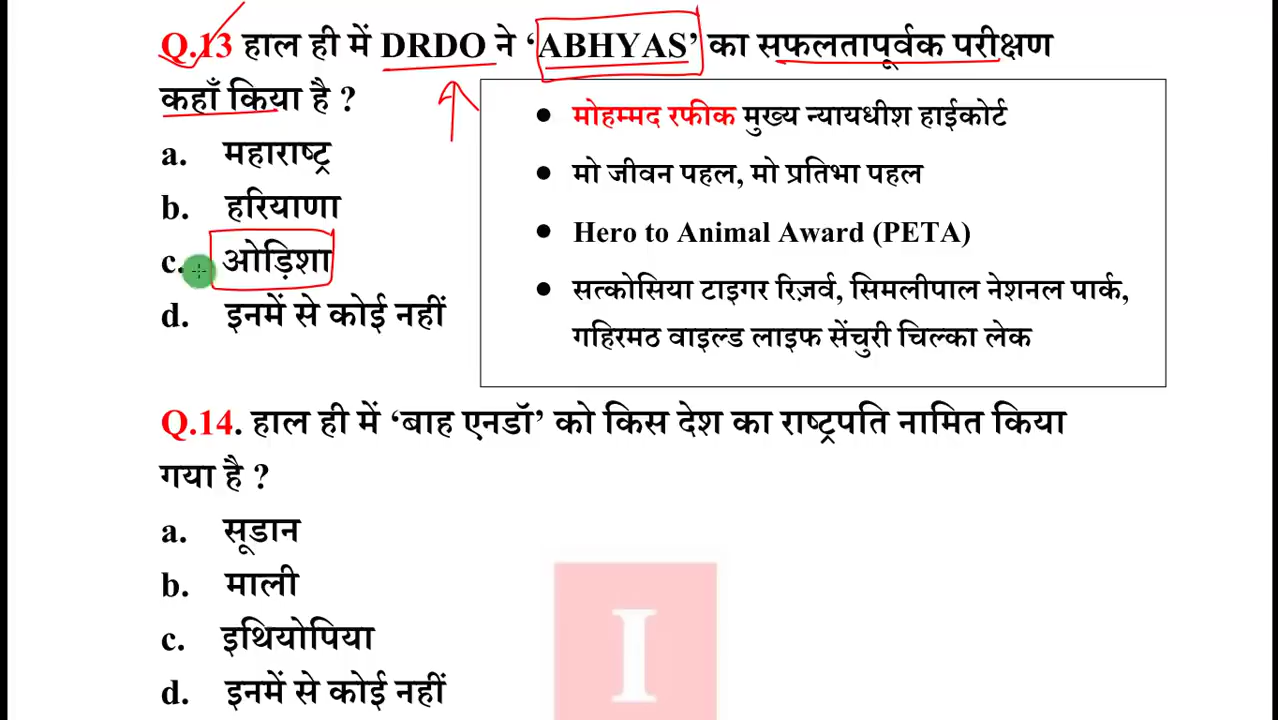 Q.13 हाल ही में DRDO ने ‘ABHYAS’ का सफलतापूर्वक परीक्षण
कहाँ किया है ?
a. महाराष्ट्र
b. हरियाणा
c. ओड़िशा
d. इनमें से कोई नहीं
• मोहम्मद रफीक मुख्य न्यायधीश हाईकोर्ट
• मो जीवन पहल, मो प्रतिभा पहल
• Hero to Animal Award (PETA)
• सत्कोसिया टाइगर रिज़र्व, सिमलीपाल नेशनल पार्क,
गहिरमठ वाइल्ड लाइफ सेंचुरी चिल्का लेक
Q.14. हाल ही में ‘बाह एनडॉ’ को किस देश का राष्ट्रपति नामित किया
गया है ?
a. सूडान
b. माली
c. इथियोपिया
d. इनमें से कोई नहीं
I